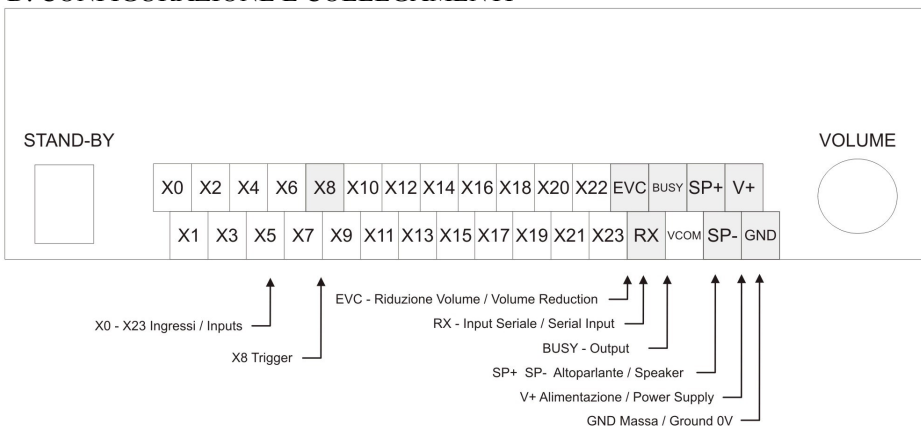 STAND-BY
VOLUME
X0 X2 X4 X6 X8 X10 X12 X14 X16 X18 X20 X22 EVC BUSY SP+ V+
X1 X3 X5 X7 X9 X11 X13 X15 X17 X19 X21 X23 RX VCOM SP- GND
EVC - Riduzione Volume / Volume Reduction
X0 - X23 Ingressi / Inputs
RX - Input Seriale / Serial Input
BUSY - Output
X8 Trigger
SP+ SP- Altoparlante / Speaker
V+ Alimentazione / Power Supply
GND Massa / Ground 0V